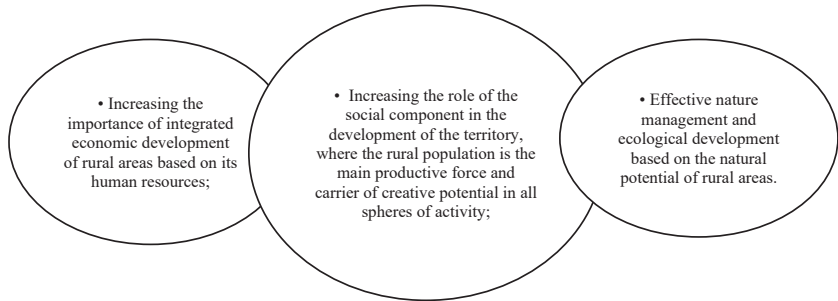 • Increasing the
importance of integrated
economic development
of rural areas based on its
human resources;
• Increasing the role of the
social component in the
development of the territory,
where the rural population is the
main productive force and
carrier of creative potential in all
spheres of activity;
• Effective nature
management and
ecological development
based on the natural
potential of rural areas.